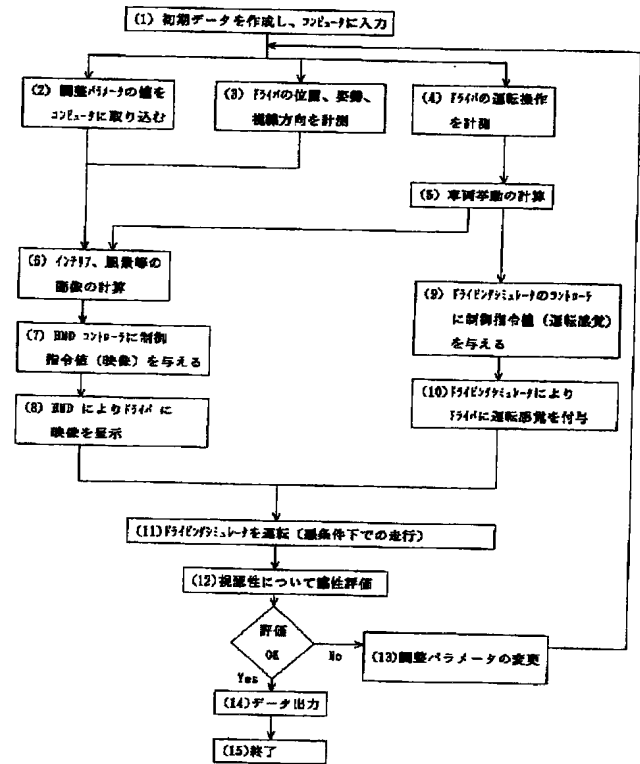 (1) 初期データを作成し、コンピュータに入力
(2) 調整パラメータの値を
コンピュータに取り込む
(3) ドライバの位置、姿勢、
視線方向を計測
(4) ドライバの運転操作
を計測
(5) 車両挙動の計算
(6) インテリア、風景等の
画像の計算
(7) HMD コントローラに制御
指令値（映像）を与える
(8) HMD によりドライバ に
映像を呈示
(9) ドライビングシミュレータのコントローラ
に制御指令値（運転感覚）
を与える
(10)ドライビングシミュレータにより
ドライバに運転感覚を付与
(11)ドライビングシミュレータを運転（悪条件下での走行）
(12)視認性について感性評価
評価
OK
No
(13)調整パラメータの変更
Yes
(14)データ出力
(15)終了